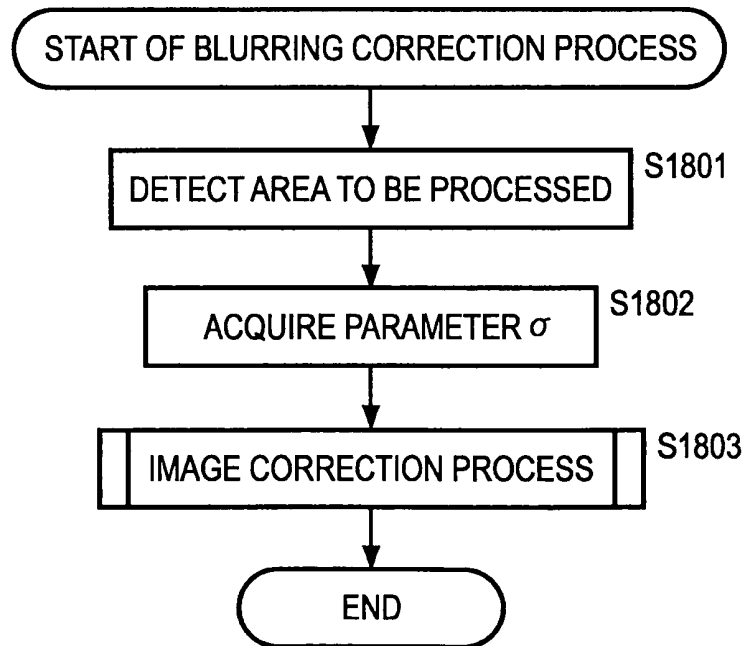 START OF BLURRING CORRECTION PROCESS
S1801
DETECT AREA TO BE PROCESSED
S1802
ACQUIRE PARAMETER σ
S1803
IMAGE CORRECTION PROCESS
END